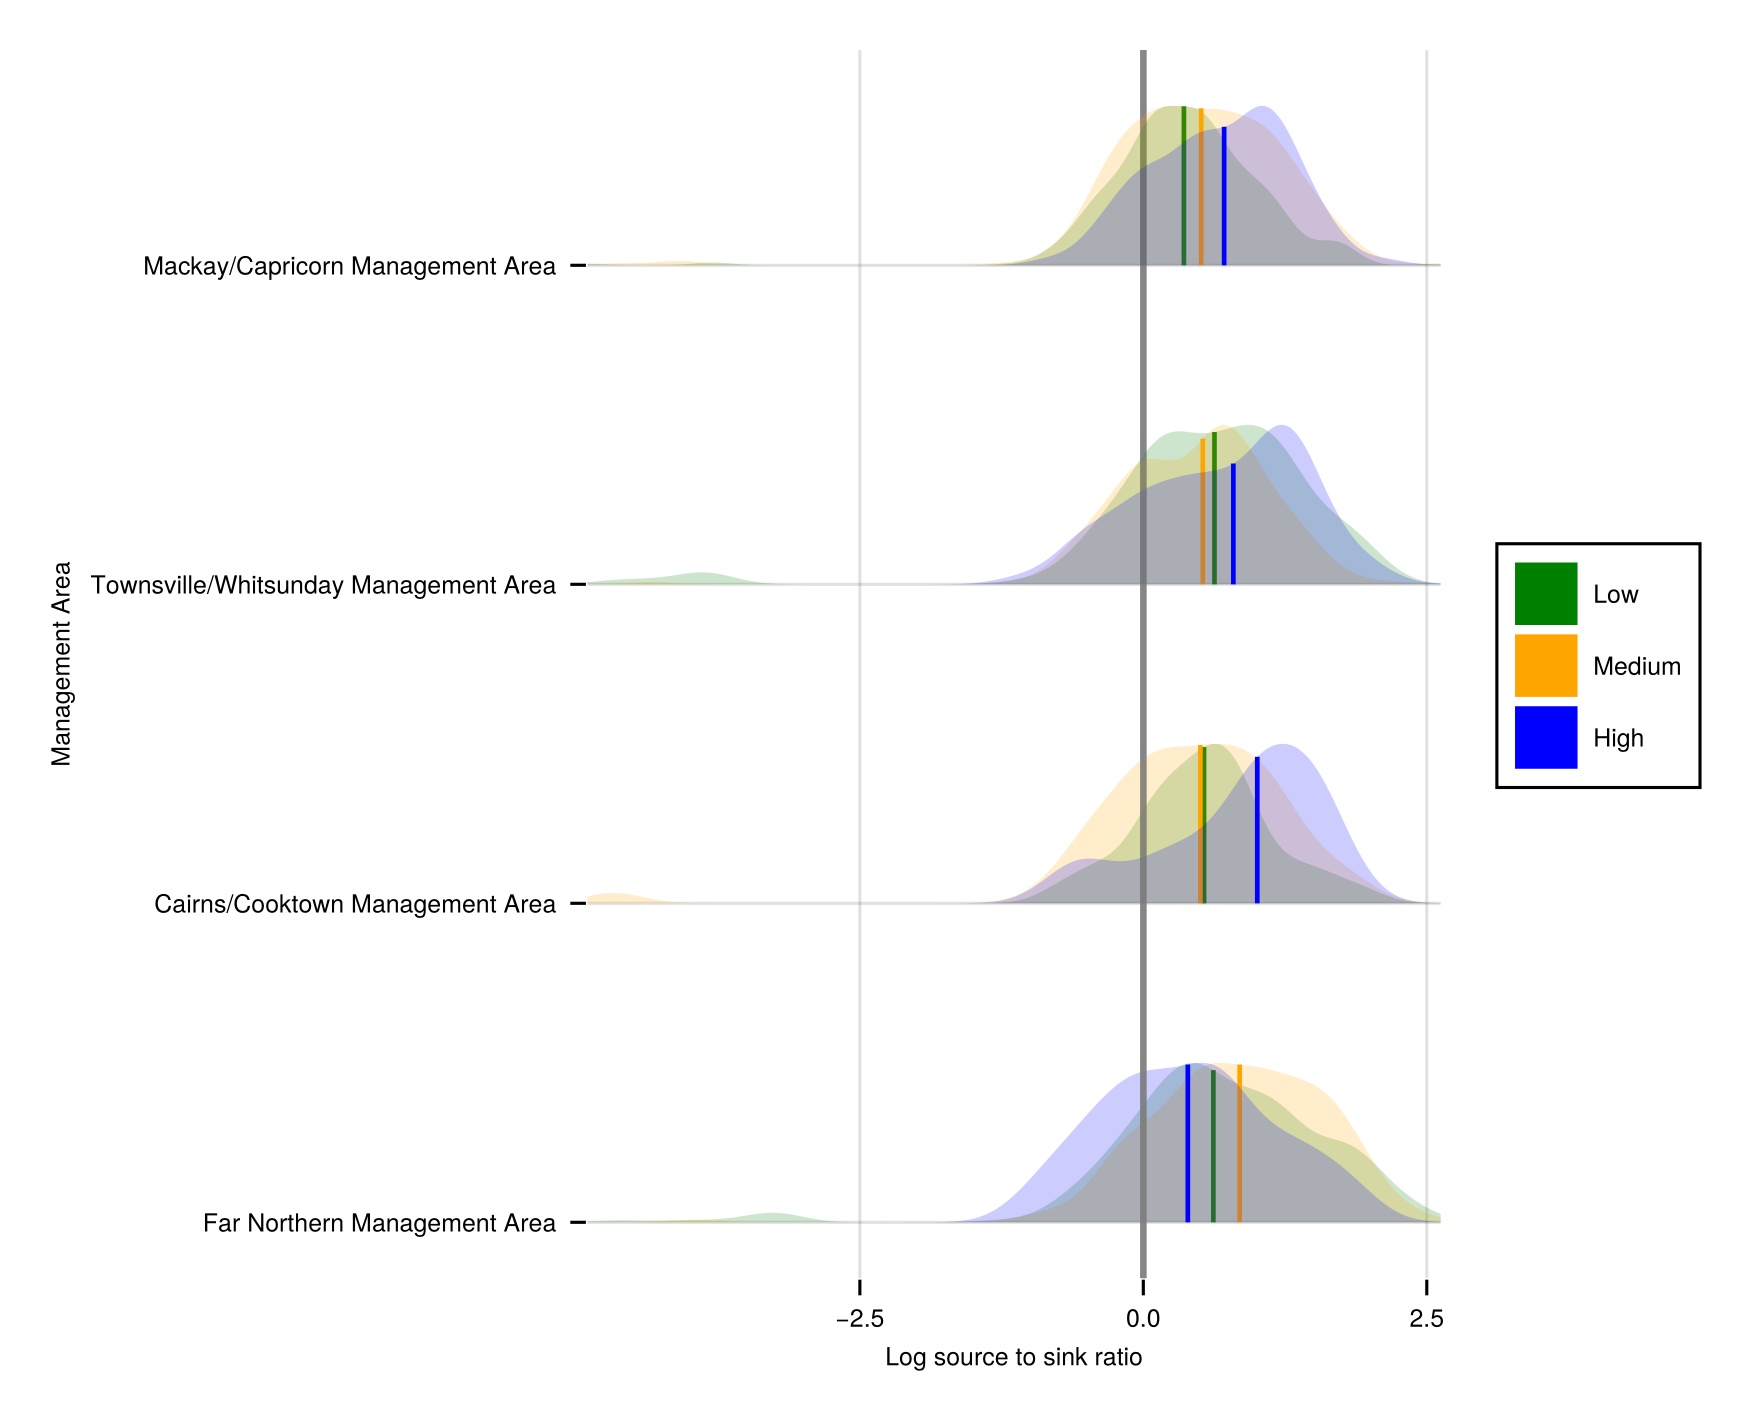 Mackay/Capricorn Management Area
Townsville/Whitsunday Management Area
Cairns/Cooktown Management Area
Far Northern Management Area
Management Area
−2.5
0.0
2.5
Log source to sink ratio
Low
Medium
High